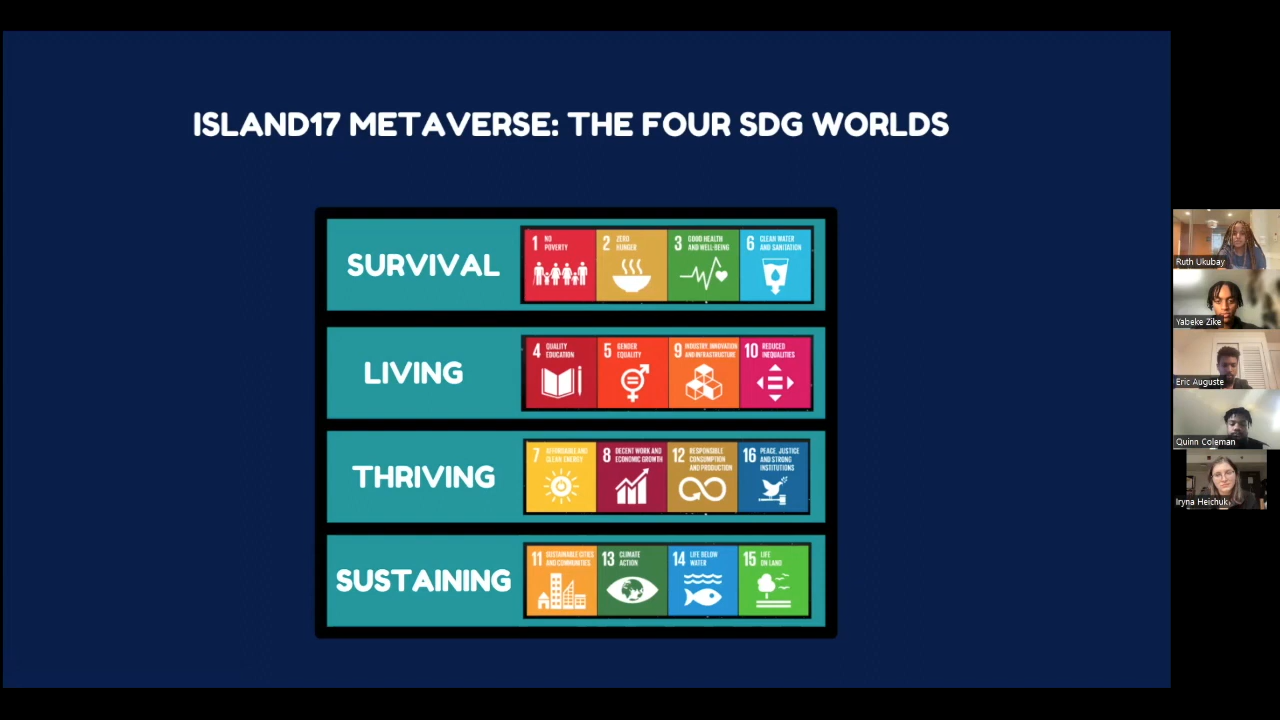 ISLAND17 METAVERSE: THE FOUR SDG WORLDS
SURVIVAL
1 NO
POVERTY
2 ZERO
HUNGER
3 GOOD HEALTH
AND WELL-BEING
6 CLEAN WATER
AND SANITATION
LIVING
4 QUALITY
EDUCATION
5 GENDER
EQUALITY
9 INDUSTRY, INNOVATION
AND INFRASTRUCTURE
10 REDUCED
INEQUALITIES
THRIVING
7 AFFORDABLE AND
CLEAN ENERGY
8 DECENT WORK AND
ECONOMIC GROWTH
12 RESPONSIBLE
CONSUMPTION
AND PRODUCTION
16 PEACE, JUSTICE
AND STRONG
INSTITUTIONS
SUSTAINING
11 SUSTAINABLE CITIES
AND COMMUNITIES
13 CLIMATE
ACTION
14 LIFE BELOW
WATER
15 LIFE
ON LAND
Ruth Ukubay
Yabeke Zike
Eric Auguste
Quinn Coleman
Iryna Heichuk